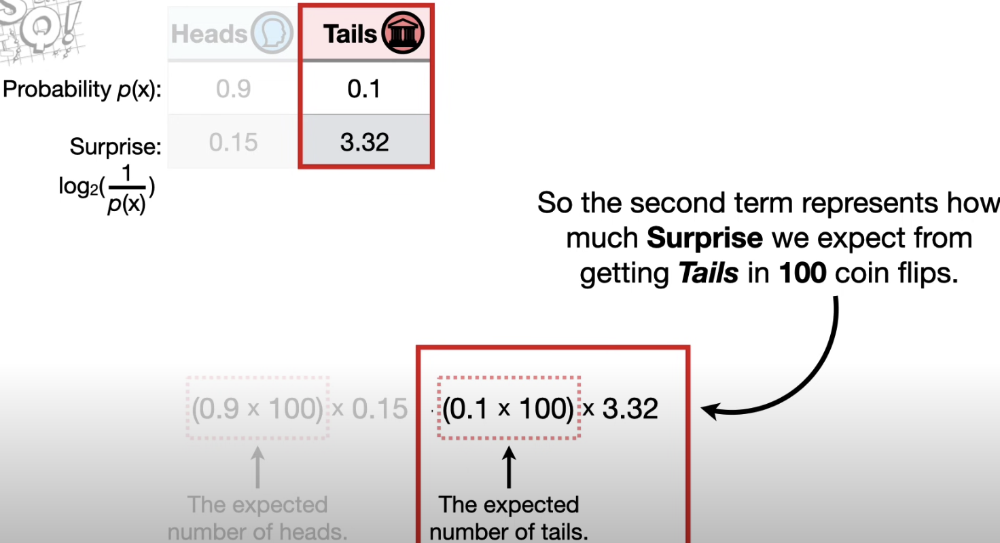 Heads Tails
Probability p(x): 0.9 0.1
Surprise: 0.15 3.32
log₂(1/p(x))
So the second term represents how
much Surprise we expect from
getting Tails in 100 coin flips.
(0.9 x 100) x 0.15 (0.1 x 100) x 3.32
The expected
number of heads.
The expected
number of tails.